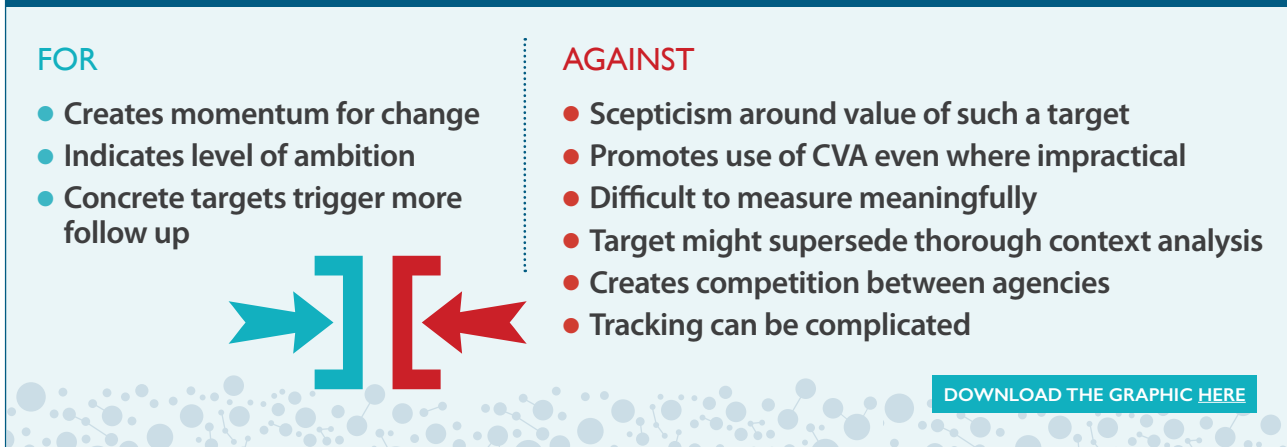 FOR
Creates momentum for change
Indicates level of ambition
Concrete targets trigger more
follow up
AGAINST
Scepticism around value of such a target
Promotes use of CVA even where impractical
Difficult to measure meaningfully
Target might supersede thorough context analysis
Creates competition between agencies
Tracking can be complicated
DOWNLOAD THE GRAPHIC HERE